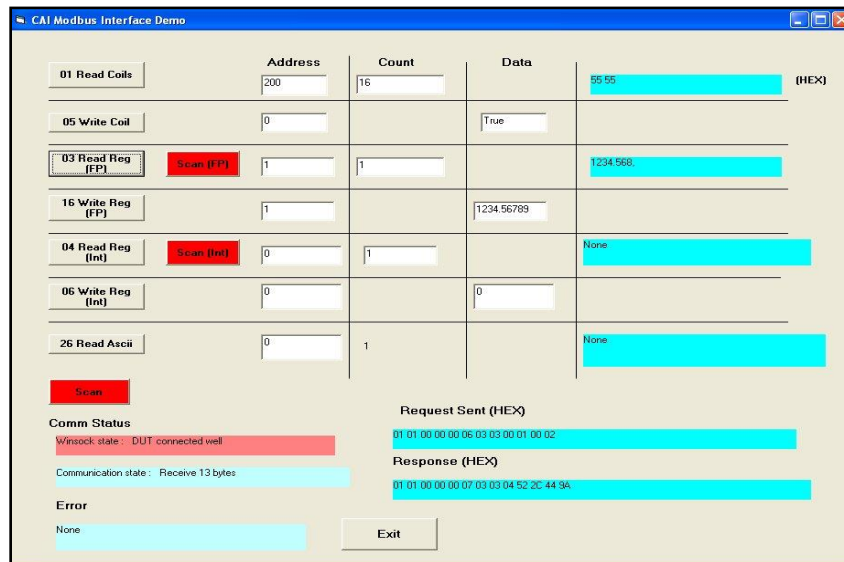 CAI Modbus Interface Demo
Address Count Data
01 Read Coils 200 16 55 55 (HEX)
05 Write Coil 0 True
03 Read Reg (FP) Scan (FP) 1 1 1234.568,
16 Write Reg (FP) 1 1234.56789
04 Read Reg (Int) Scan (Int) 0 1 None
06 Write Reg (Int) 0 0
26 Read Ascii 0 1 None
Scan
Comm Status
Winsock state : DUT connected well
Communication state : Receive 13 bytes
Error
None
Request Sent (HEX)
01 01 00 00 00 06 03 03 00 01 00 02
Response (HEX)
01 01 00 00 00 07 03 03 04 52 2C 44 9A
Exit